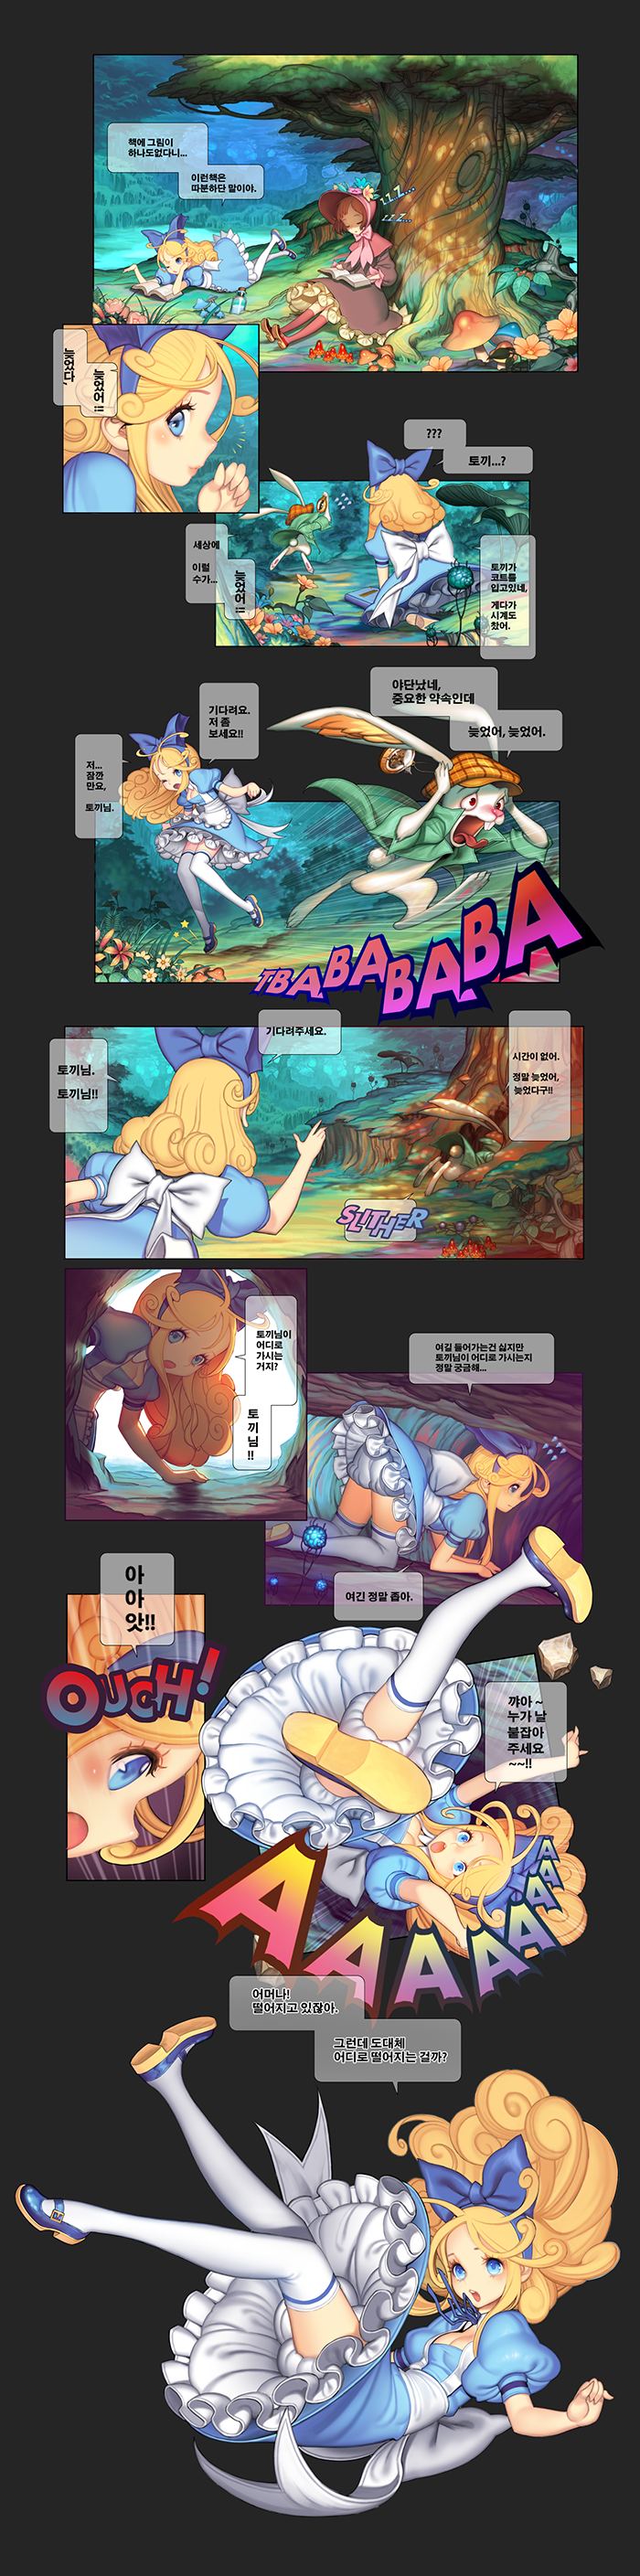 책에 그림이
하나도없다니...
이런책은
따분하단 말이야.
ZZZ...
ZZZ...
늦었다,
늦었어!!!
???
토끼...?
세상에
이럴
수가...
늦었어!!!
토끼가
코트를
입고있네,
게다가
시계도
찼어.
기다려요.
저 좀
보세요!!
저...
잠깐
만요,
토끼님.
야단났네,
중요한 약속인데
늦었어, 늦었어.
TBABABABA
기다려주세요.
토끼님.
토끼님!!
시간이 없어.
정말 늦었어,
늦었다구!!
SLITHER
토끼님이
어디로
가시는
거지?
토
끼
님
!!
여길 들어가는건 싫지만
토끼님이 어디로 가시는지
정말 궁금해...
여긴 정말 좁아.
아
아
앗!!
OUCH!
꺄아 ~
누가 날
붙잡아
주세요
~~!!
AAAAAAAA
어머나!
떨어지고 있잖아.
그런데 도대체
어디로 떨어지는 걸까?